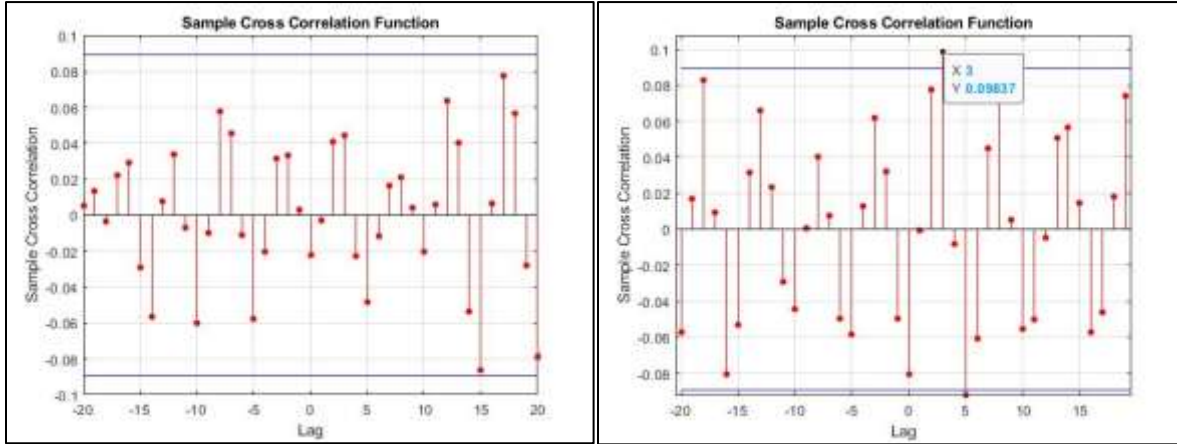 Sample Cross Correlation Function
0.1
0.08
0.06
0.04
0.02
0
-0.02
-0.04
-0.06
-0.08
-0.1
Sample Cross Correlation
-20 -15 -10 -5 0 5 10 15 20
Lag
Sample Cross Correlation Function
0.1
0.08
0.06
0.04
0.02
0
-0.02
-0.04
-0.06
-0.08
Sample Cross Correlation
X 3
Y 0.09837
-20 -15 -10 -5 0 5 10 15
Lag